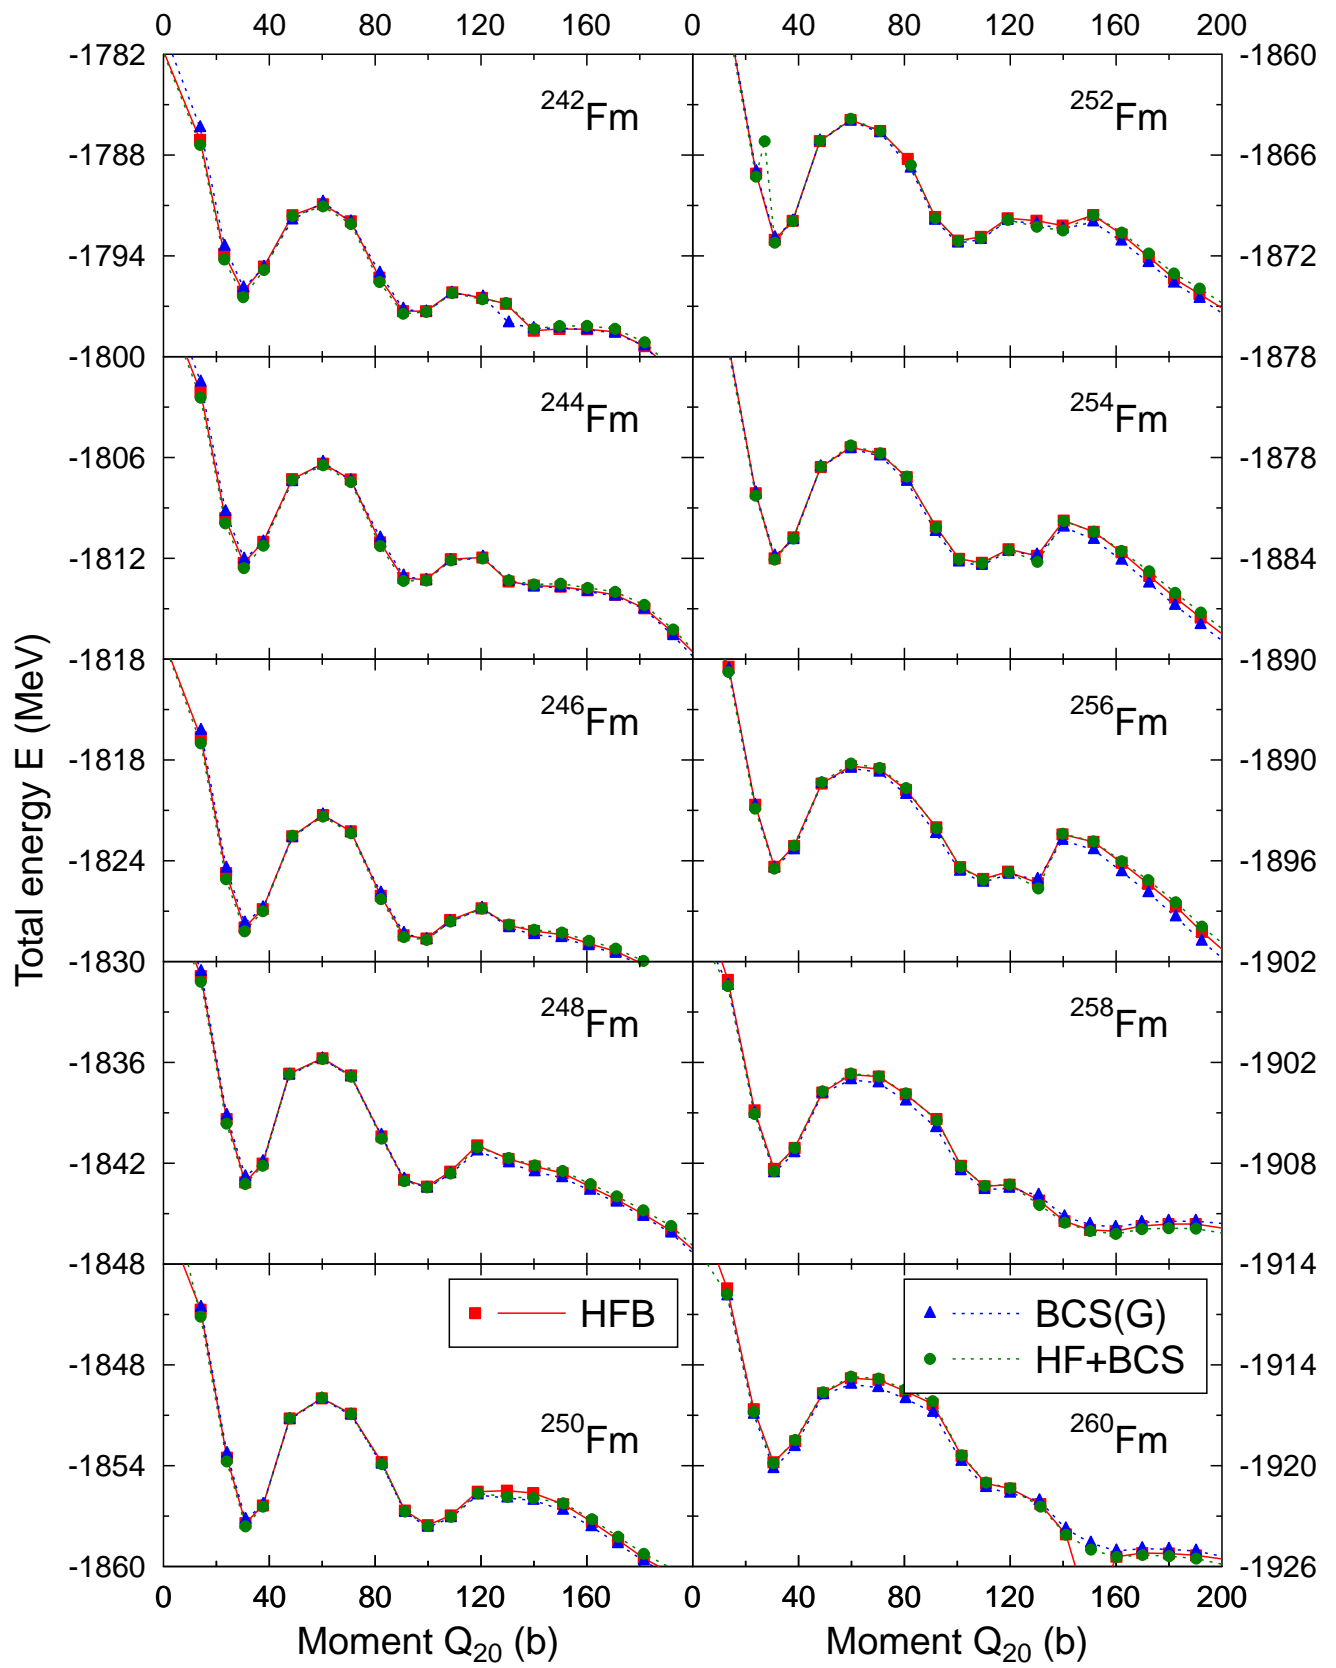 0 40 80 120 160 0 40 80 120 160 200
-1782 -1860
²⁴²Fm ²⁵²Fm
-1788 -1866
-1794 -1872
-1800 -1878
²⁴⁴Fm ²⁵⁴Fm
-1806 -1878
-1812 -1884
-1818 -1890
²⁴⁶Fm ²⁵⁶Fm
-1818 -1890
-1824 -1896
-1830 -1902
²⁴⁸Fm ²⁵⁸Fm
-1836 -1902
-1842 -1908
-1848 -1914
HFB BCS(G)
HF+BCS
-1848 -1914
²⁵⁰Fm ²⁶⁰Fm
-1854 -1920
-1860 -1926
0 40 80 120 160 0 40 80 120 160 200
Moment Q₂₀ (b) Moment Q₂₀ (b)
Total energy E (MeV)